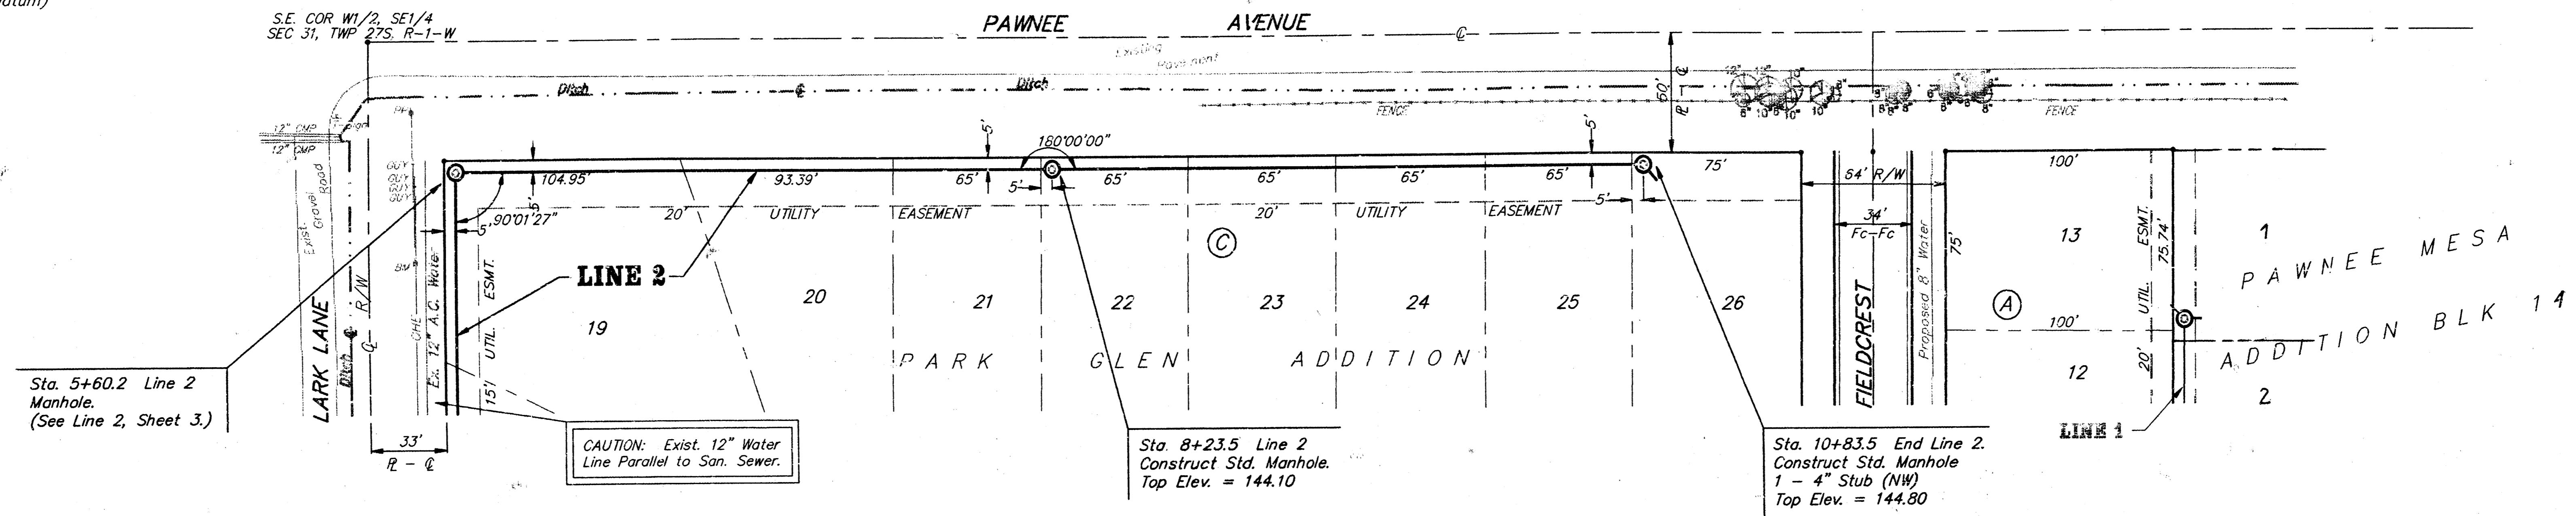 S.E. COR W1/2, SE1/4
SEC 31, TWP 27S. R-1-W
PAWNEE AVENUE
Existing
Pavement
Ditch
Ditch
FENCE
FENCE
60'
12" CMP
12" CMP
PP
GUY
GUY
GUY
GUY
BM
OHE
Exist Gravel Road
LARK LANE
Ditch
R/W
Ex. 12" A.C. Water
15' UTIL. ESMT.
33'
5'
5'
5'
90°01'27"
104.95'
93.39'
65'
5'
180°00'00"
5'
65'
65'
65'
65'
5'
5'
75'
20' UTILITY EASEMENT
20' UTILITY EASEMENT
LINE 2
C
19
20
21
22
23
24
25
26
PARK GLEN ADDITION
64' R/W
34'
Fc-Fc
FIELDCREST
Proposed 8" Water
75'
100'
13
A
100'
12
20' UTIL ESMT.
75.74'
1
PAWNEE MESA
ADDITION BLK 14
2
LINE 1
Sta. 5+60.2 Line 2
Manhole.
(See Line 2, Sheet 3.)
CAUTION: Exist. 12" Water
Line Parallel to San. Sewer.
Sta. 8+23.5 Line 2
Construct Std. Manhole.
Top Elev. = 144.10
Sta. 10+83.5 End Line 2.
Construct Std. Manhole
1 - 4" Stub (NW)
Top Elev. = 144.80